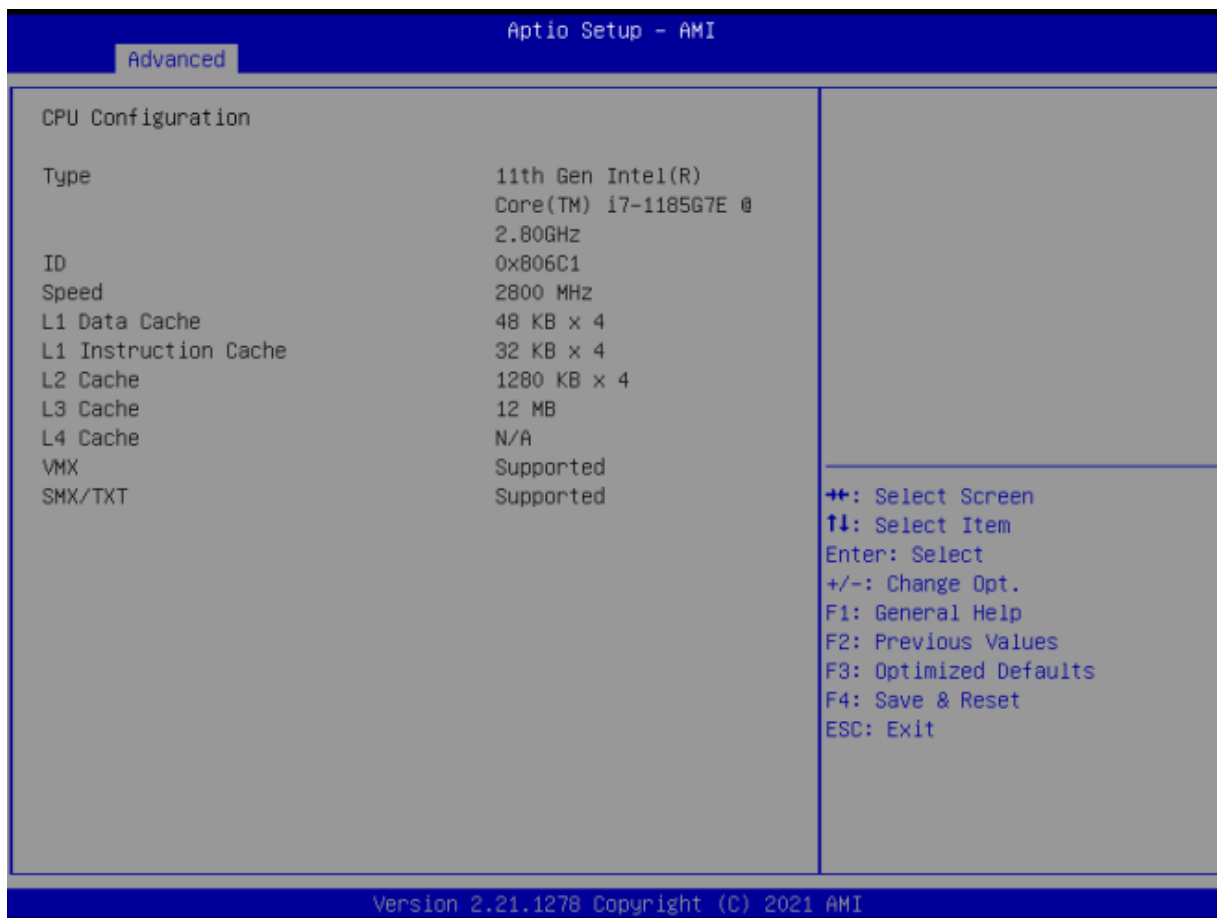 Aptio Setup - AMI
Advanced
CPU Configuration
Type 11th Gen Intel(R)
Core(TM) i7-1185G7E @
2.80GHz
ID 0x806C1
Speed 2800 MHz
L1 Data Cache 48 KB x 4
L1 Instruction Cache 32 KB x 4
L2 Cache 1280 KB x 4
L3 Cache 12 MB
L4 Cache N/A
VMX Supported
SMX/TXT Supported
→←: Select Screen
↑↓: Select Item
Enter: Select
+/-: Change Opt.
F1: General Help
F2: Previous Values
F3: Optimized Defaults
F4: Save & Reset
ESC: Exit
Version 2.21.1278 Copyright (C) 2021 AMI